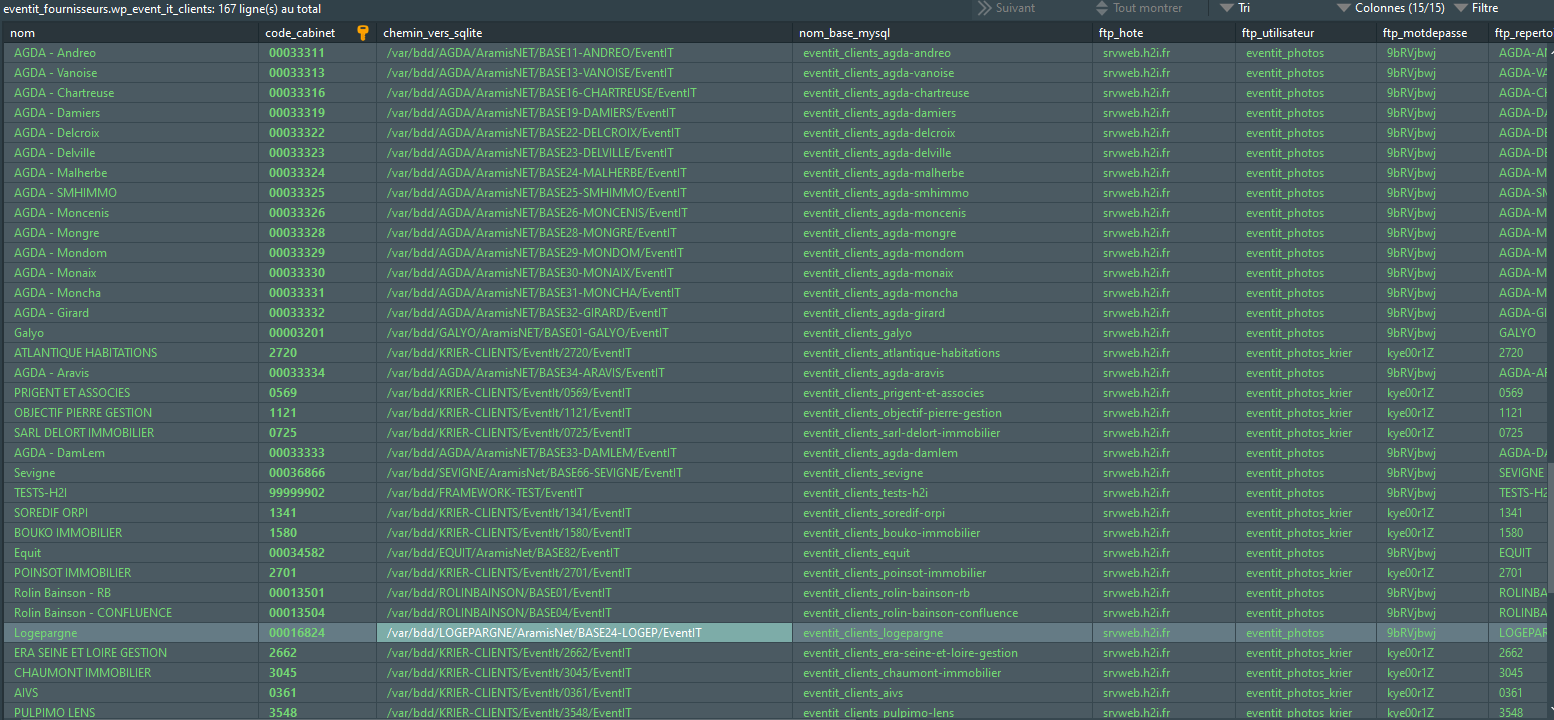 eventit_fournisseurs.wp_event_it_clients: 167 ligne(s) au total Suivant Tout montrer Tri Colonnes (15/15) Filtre
nom code_cabinet chemin_vers_sqlite nom_base_mysql ftp_hote ftp_utilisateur ftp_motdepasse ftp_reperto
AGDA - Andreo 00033311 /var/bdd/AGDA/AramisNET/BASE11-ANDREO/EventIT eventit_clients_agda-andreo srvweb.h2i.fr eventit_photos 9bRVjbwj AGDA-A
AGDA - Vanoise 00033313 /var/bdd/AGDA/AramisNET/BASE13-VANOISE/EventIT eventit_clients_agda-vanoise srvweb.h2i.fr eventit_photos 9bRVjbwj AGDA-VA
AGDA - Chartreuse 00033316 /var/bdd/AGDA/AramisNET/BASE16-CHARTREUSE/EventIT eventit_clients_agda-chartreuse srvweb.h2i.fr eventit_photos 9bRVjbwj AGDA-CH
AGDA - Damiers 00033319 /var/bdd/AGDA/AramisNET/BASE19-DAMIERS/EventIT eventit_clients_agda-damiers srvweb.h2i.fr eventit_photos 9bRVjbwj AGDA-DA
AGDA - Delcroix 00033322 /var/bdd/AGDA/AramisNET/BASE22-DELCROIX/EventIT eventit_clients_agda-delcroix srvweb.h2i.fr eventit_photos 9bRVjbwj AGDA-DE
AGDA - Delville 00033323 /var/bdd/AGDA/AramisNET/BASE23-DELVILLE/EventIT eventit_clients_agda-delville srvweb.h2i.fr eventit_photos 9bRVjbwj AGDA-DE
AGDA - Malherbe 00033324 /var/bdd/AGDA/AramisNET/BASE24-MALHERBE/EventIT eventit_clients_agda-malherbe srvweb.h2i.fr eventit_photos 9bRVjbwj AGDA-M
AGDA - SMHIMMO 00033325 /var/bdd/AGDA/AramisNET/BASE25-SMHIMMO/EventIT eventit_clients_agda-smhimmo srvweb.h2i.fr eventit_photos 9bRVjbwj AGDA-SM
AGDA - Moncenis 00033326 /var/bdd/AGDA/AramisNET/BASE26-MONCENIS/EventIT eventit_clients_agda-moncenis srvweb.h2i.fr eventit_photos 9bRVjbwj AGDA-M
AGDA - Mongre 00033328 /var/bdd/AGDA/AramisNET/BASE28-MONGRE/EventIT eventit_clients_agda-mongre srvweb.h2i.fr eventit_photos 9bRVjbwj AGDA-M
AGDA - Mondom 00033329 /var/bdd/AGDA/AramisNET/BASE29-MONDOM/EventIT eventit_clients_agda-mondom srvweb.h2i.fr eventit_photos 9bRVjbwj AGDA-M
AGDA - Monaix 00033330 /var/bdd/AGDA/AramisNET/BASE30-MONAIX/EventIT eventit_clients_agda-monaix srvweb.h2i.fr eventit_photos 9bRVjbwj AGDA-M
AGDA - Moncha 00033331 /var/bdd/AGDA/AramisNET/BASE31-MONCHA/EventIT eventit_clients_agda-moncha srvweb.h2i.fr eventit_photos 9bRVjbwj AGDA-M
AGDA - Girard 00033332 /var/bdd/AGDA/AramisNET/BASE32-GIRARD/EventIT eventit_clients_agda-girard srvweb.h2i.fr eventit_photos 9bRVjbwj AGDA-GI
Galyo 00003201 /var/bdd/GALYO/AramisNET/BASE01-GALYO/EventIT eventit_clients_galyo srvweb.h2i.fr eventit_photos 9bRVjbwj GALYO
ATLANTIQUE HABITATIONS 2720 /var/bdd/KRIER-CLIENTS/EventIt/2720/EventIT eventit_clients_atlantique-habitations srvweb.h2i.fr eventit_photos_krier kye00r1Z 2720
AGDA - Aravis 00033334 /var/bdd/AGDA/AramisNET/BASE34-ARAVIS/EventIT eventit_clients_agda-aravis srvweb.h2i.fr eventit_photos 9bRVjbwj AGDA-AR
PRIGENT ET ASSOCIES 0569 /var/bdd/KRIER-CLIENTS/EventIt/0569/EventIT eventit_clients_prigent-et-associes srvweb.h2i.fr eventit_photos_krier kye00r1Z 0569
OBJECTIF PIERRE GESTION 1121 /var/bdd/KRIER-CLIENTS/EventIt/1121/EventIT eventit_clients_objectif-pierre-gestion srvweb.h2i.fr eventit_photos_krier kye00r1Z 1121
SARL DELORT IMMOBILIER 0725 /var/bdd/KRIER-CLIENTS/EventIt/0725/EventIT eventit_clients_sarl-delort-immobilier srvweb.h2i.fr eventit_photos_krier kye00r1Z 0725
AGDA - DamLem 00033333 /var/bdd/AGDA/AramisNET/BASE33-DAMLEM/EventIT eventit_clients_agda-damlem srvweb.h2i.fr eventit_photos 9bRVjbwj AGDA-DA
Sevigne 00036866 /var/bdd/SEVIGNE/AramisNet/BASE66-SEVIGNE/EventIT eventit_clients_sevigne srvweb.h2i.fr eventit_photos 9bRVjbwj SEVIGNE
TESTS-H2I 99999902 /var/bdd/FRAMEWORK-TEST/EventIT eventit_clients_tests-h2i srvweb.h2i.fr eventit_photos 9bRVjbwj TESTS-H2
SOREDIF ORPI 1341 /var/bdd/KRIER-CLIENTS/EventIt/1341/EventIT eventit_clients_soredif-orpi srvweb.h2i.fr eventit_photos_krier kye00r1Z 1341
BOUKO IMMOBILIER 1580 /var/bdd/KRIER-CLIENTS/EventIt/1580/EventIT eventit_clients_bouko-immobilier srvweb.h2i.fr eventit_photos_krier kye00r1Z 1580
Equit 00034582 /var/bdd/EQUIT/AramisNet/BASE82/EventIT eventit_clients_equit srvweb.h2i.fr eventit_photos 9bRVjbwj EQUIT
POINSOT IMMOBILIER 2701 /var/bdd/KRIER-CLIENTS/EventIt/2701/EventIT eventit_clients_poinsot-immobilier srvweb.h2i.fr eventit_photos_krier kye00r1Z 2701
Rolin Bainson - RB 00013501 /var/bdd/ROLINBAINSON/BASE01/EventIT eventit_clients_rolin-bainson-rb srvweb.h2i.fr eventit_photos 9bRVjbwj ROLINBA
Rolin Bainson - CONFLUENCE 00013504 /var/bdd/ROLINBAINSON/BASE04/EventIT eventit_clients_rolin-bainson-confluence srvweb.h2i.fr eventit_photos 9bRVjbwj ROLINBA
Logepargne 00016824 /var/bdd/LOGEPARGNE/AramisNet/BASE24-LOGEP/EventIT eventit_clients_logepargne srvweb.h2i.fr eventit_photos 9bRVjbwj LOGEPAR
ERA SEINE ET LOIRE GESTION 2662 /var/bdd/KRIER-CLIENTS/EventIt/2662/EventIT eventit_clients_era-seine-et-loire-gestion srvweb.h2i.fr eventit_photos_krier kye00r1Z 2662
CHAUMONT IMMOBILIER 3045 /var/bdd/KRIER-CLIENTS/EventIt/3045/EventIT eventit_clients_chaumont-immobilier srvweb.h2i.fr eventit_photos_krier kye00r1Z 3045
AIVS 0361 /var/bdd/KRIER-CLIENTS/EventIt/0361/EventIT eventit_clients_aivs srvweb.h2i.fr eventit_photos_krier kye00r1Z 0361
PULPIMO LENS 3548 /var/bdd/KRIER-CLIENTS/EventIt/3548/EventIT eventit_clients_pulpimo-lens srvweb.h2i.fr eventit_photos_krier kye00r1Z 3548